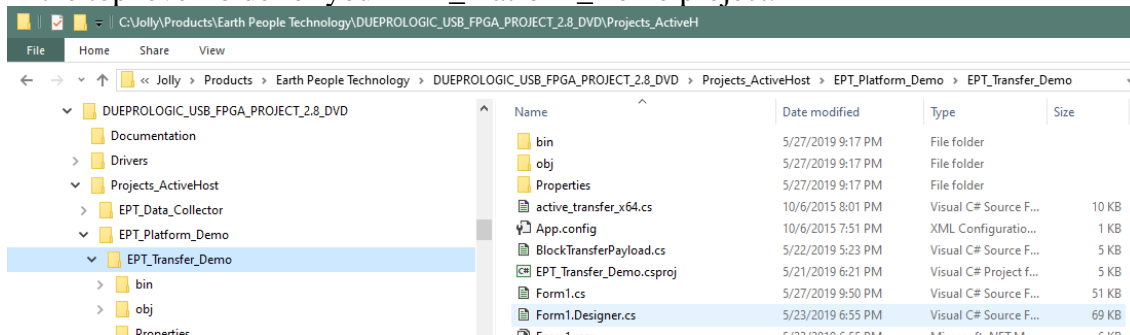 C:\Jolly\Products\Earth People Technology\DUEPROLOGIC_USB_FPGA_PROJECT_2.8_DVD\Projects_ActiveH
File Home Share View
« Jolly > Products > Earth People Technology > DUEPROLOGIC_USB_FPGA_PROJECT_2.8_DVD > Projects_ActiveHost > EPT_Platform_Demo > EPT_Transfer_Demo
DUEPROLOGIC_USB_FPGA_PROJECT_2.8_DVD
Documentation
Drivers
Projects_ActiveHost
EPT_Data_Collector
EPT_Platform_Demo
EPT_Transfer_Demo
bin
obj
Properties
Name Date modified Type Size
bin 5/27/2019 9:17 PM File folder
obj 5/27/2019 9:17 PM File folder
Properties 5/27/2019 9:17 PM File folder
active_transfer_x64.cs 10/6/2015 8:01 PM Visual C# Source F... 10 KB
App.config 10/6/2015 7:51 PM XML Configuratio... 1 KB
BlockTransferPayload.cs 5/22/2019 5:23 PM Visual C# Source F... 5 KB
EPT_Transfer_Demo.csproj 5/21/2019 6:21 PM Visual C# Project f... 5 KB
Form1.cs 5/27/2019 9:50 PM Visual C# Source F... 51 KB
Form1.Designer.cs 5/23/2019 6:55 PM Visual C# Source F... 69 KB